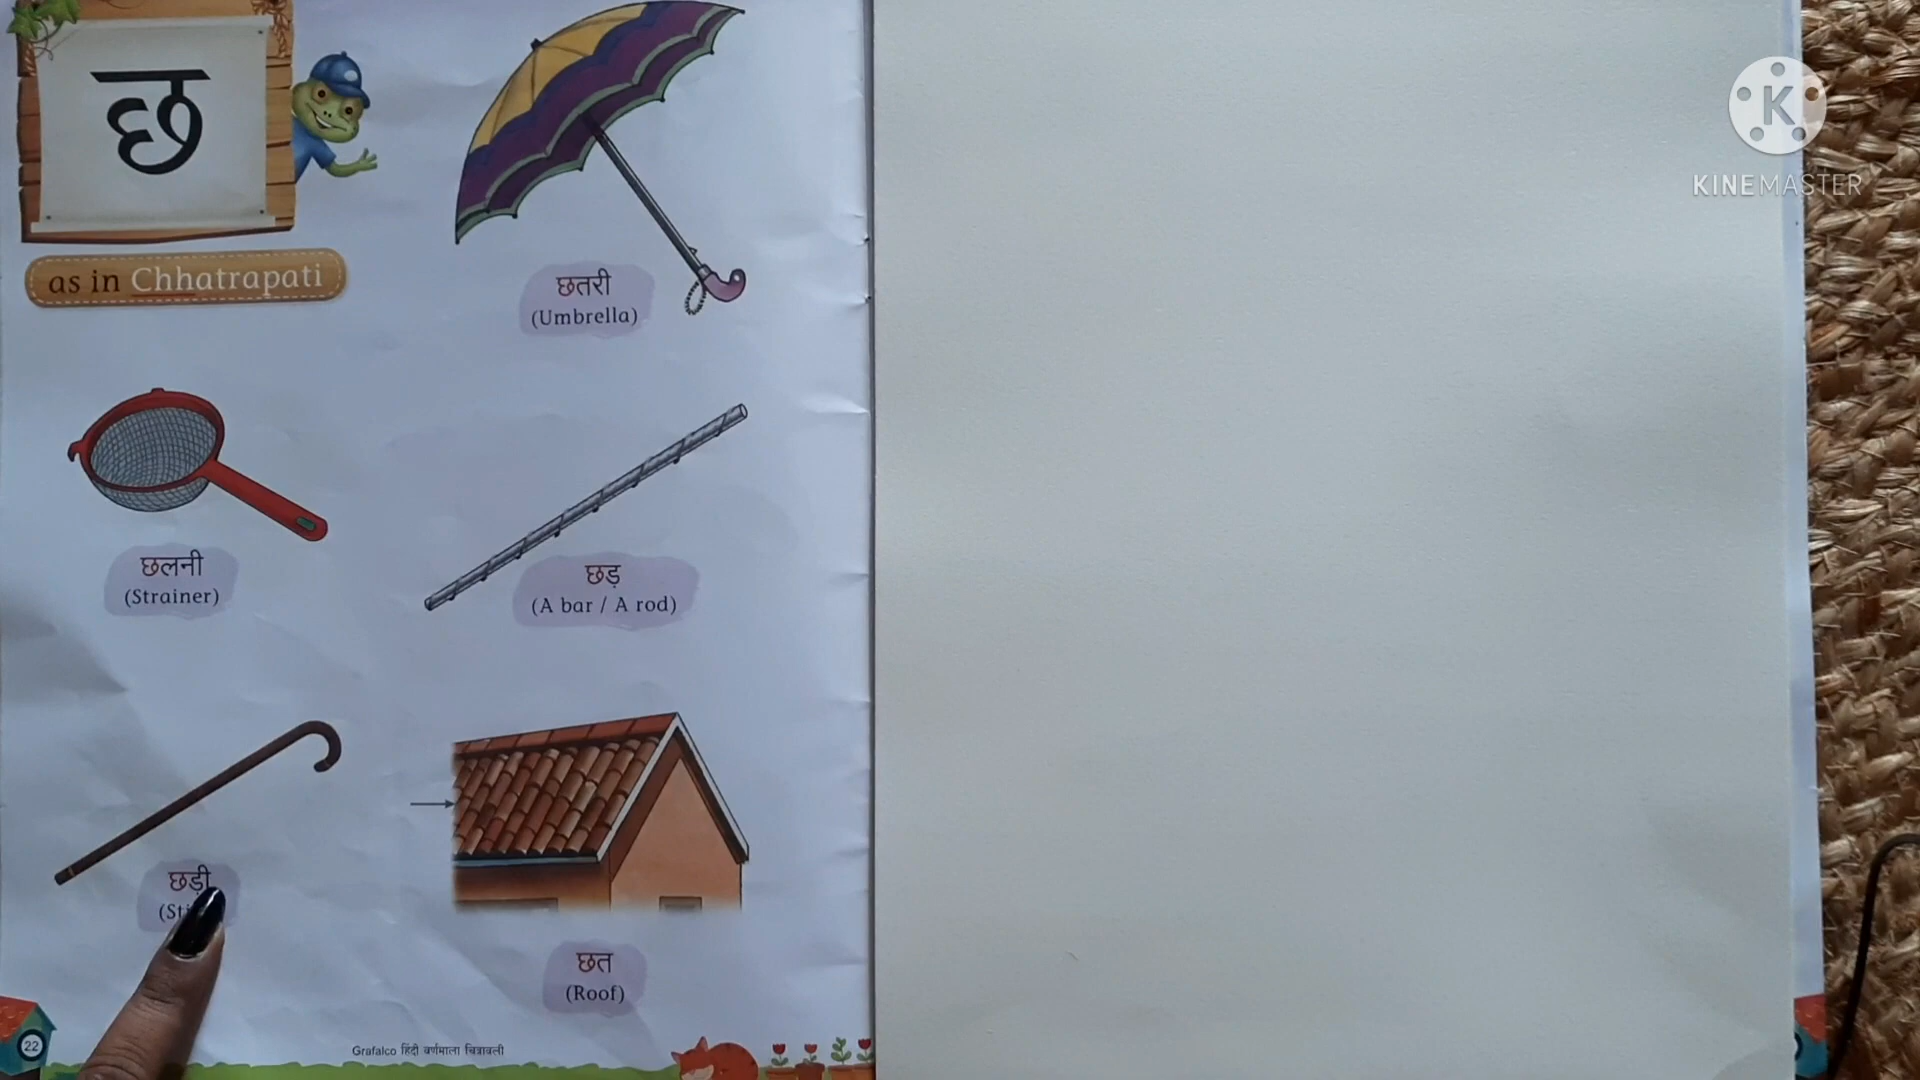 छ
as in Chhatrapati
छतरी
(Umbrella)
छलनी
(Strainer)
छड़
(A bar / A rod)
छड़ी
छत
(Roof)
22
Grafalco हिंदी वर्णमाला चित्रावली
K
KINEMASTER